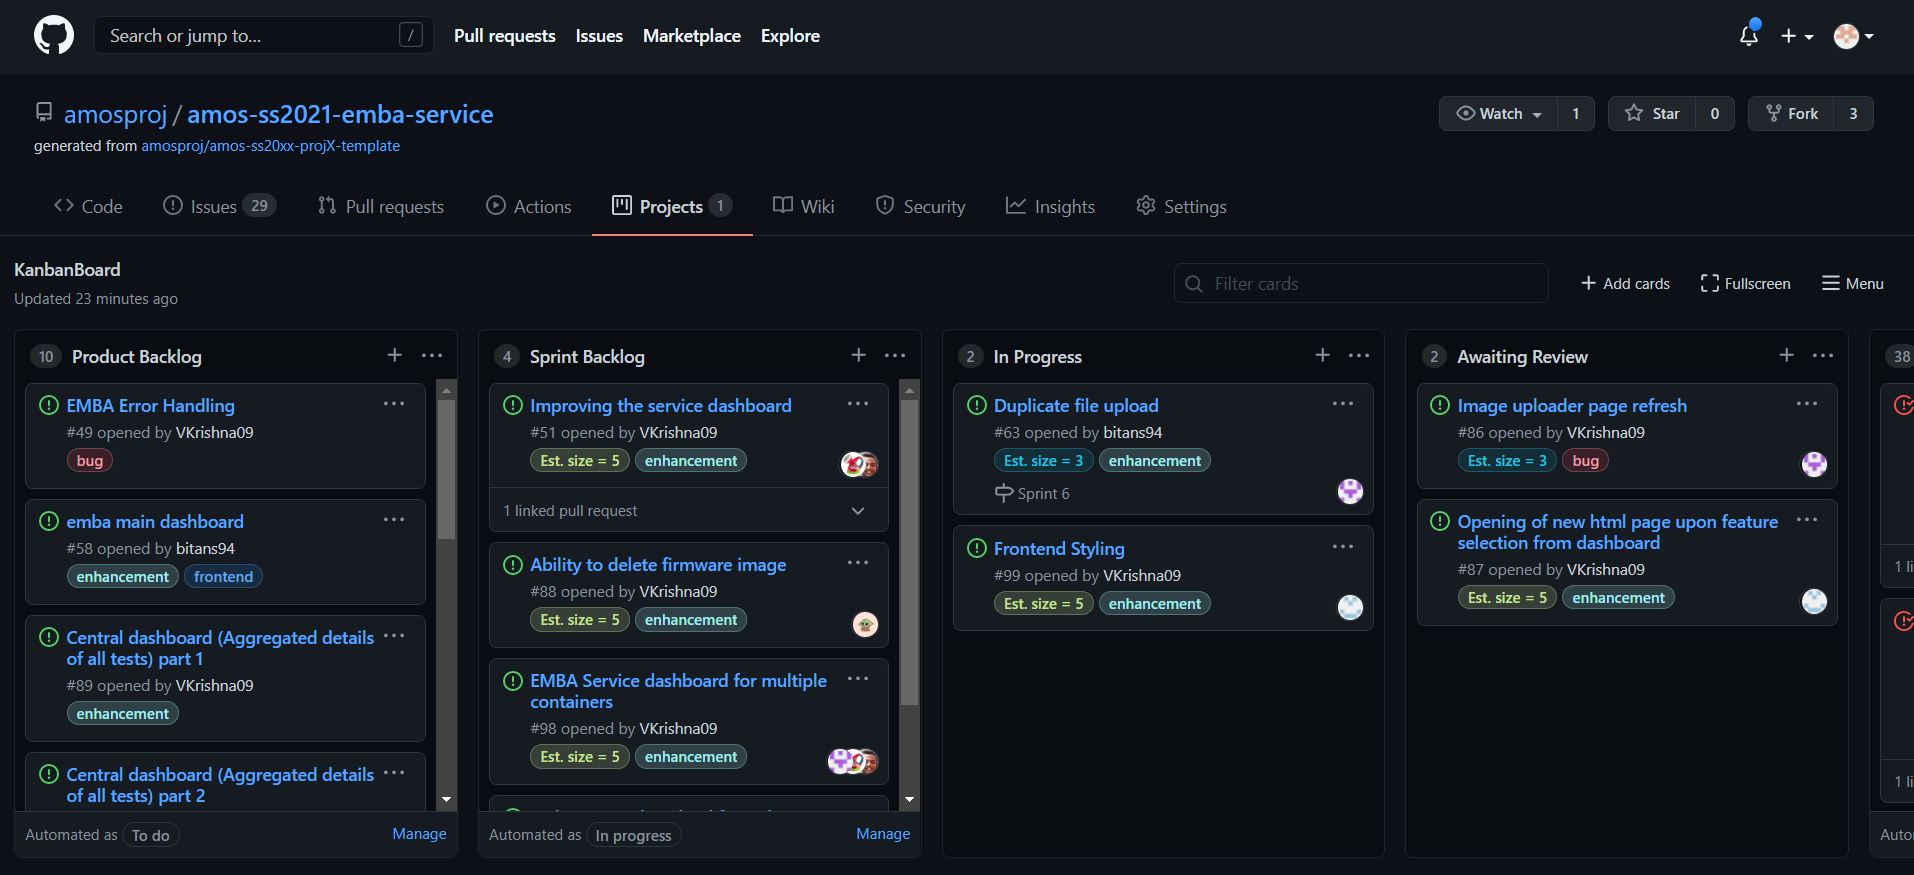 Search or jump to... /
Pull requests Issues Marketplace Explore
amosproj / amos-ss2021-emba-service
Watch 1 Star 0 Fork 3
generated from amosproj/amos-ss20xx-projX-template
Code Issues 29 Pull requests Actions Projects 1 Wiki Security Insights Settings
KanbanBoard
Updated 23 minutes ago
Filter cards
Add cards Fullscreen Menu
10 Product Backlog
EMBA Error Handling
#49 opened by VKrishna09
bug
emba main dashboard
#58 opened by bitans94
enhancement frontend
Central dashboard (Aggregated details
of all tests) part 1
#89 opened by VKrishna09
enhancement
Central dashboard (Aggregated details
of all tests) part 2
Automated as To do Manage
4 Sprint Backlog
Improving the service dashboard
#51 opened by VKrishna09
Est. size = 5 enhancement
1 linked pull request
Ability to delete firmware image
#88 opened by VKrishna09
Est. size = 5 enhancement
EMBA Service dashboard for multiple
containers
#98 opened by VKrishna09
Est. size = 5 enhancement
Automated as In progress Manage
2 In Progress
Duplicate file upload
#63 opened by bitans94
Est. size = 3 enhancement
Sprint 6
Frontend Styling
#99 opened by VKrishna09
Est. size = 5 enhancement
2 Awaiting Review
Image uploader page refresh
#86 opened by VKrishna09
Est. size = 3 bug
Opening of new html page upon feature
selection from dashboard
#87 opened by VKrishna09
Est. size = 5 enhancement
38
1 li
1 li
Auto